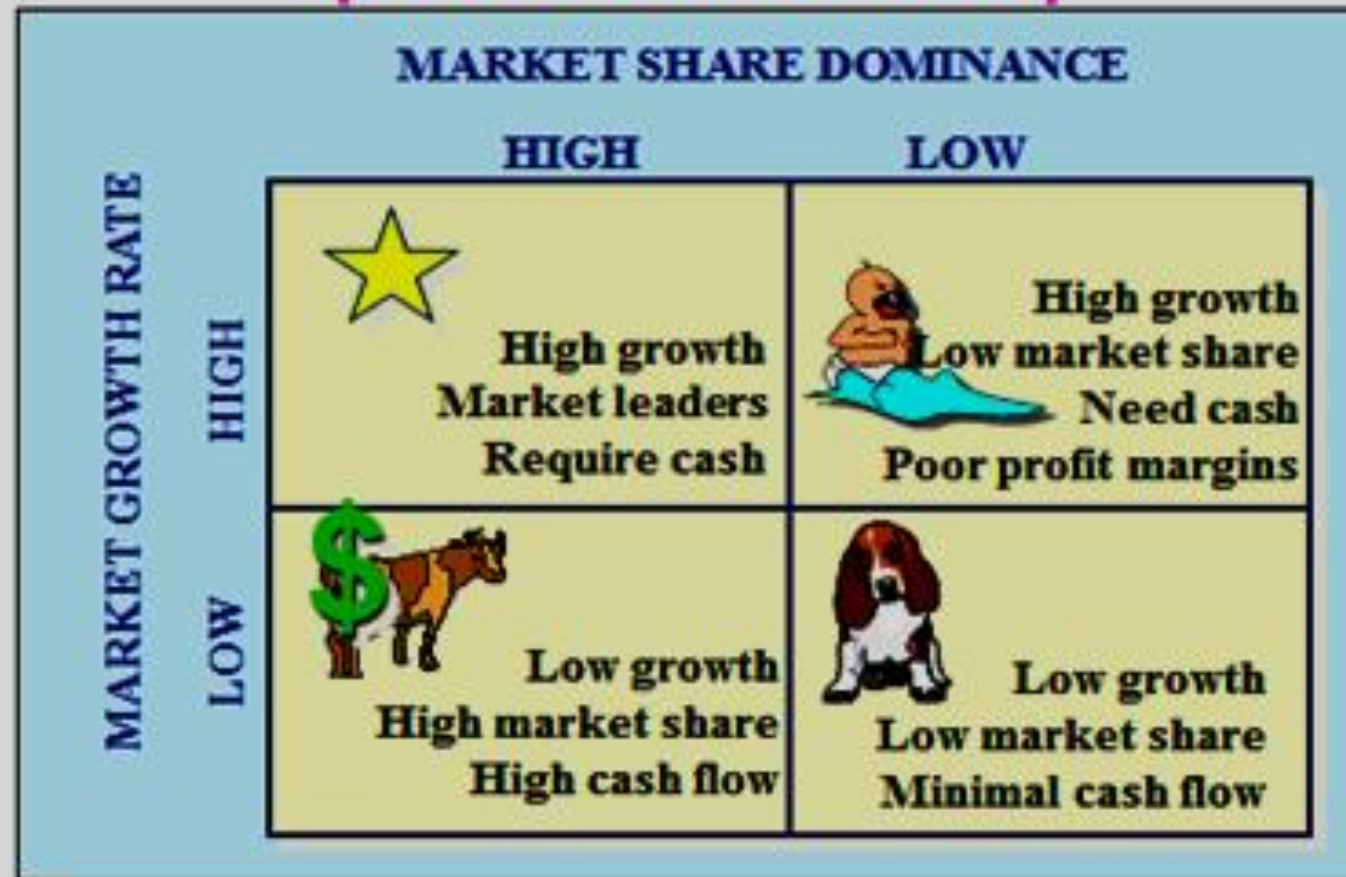 MARKET SHARE DOMINANCE
HIGH
LOW
MARKET GROWTH RATE
HIGH
High growth
Market leaders
Require cash
High growth
Low market share
Need cash
Poor profit margins
LOW
$
Low growth
High market share
High cash flow
Low growth
Low market share
Minimal cash flow